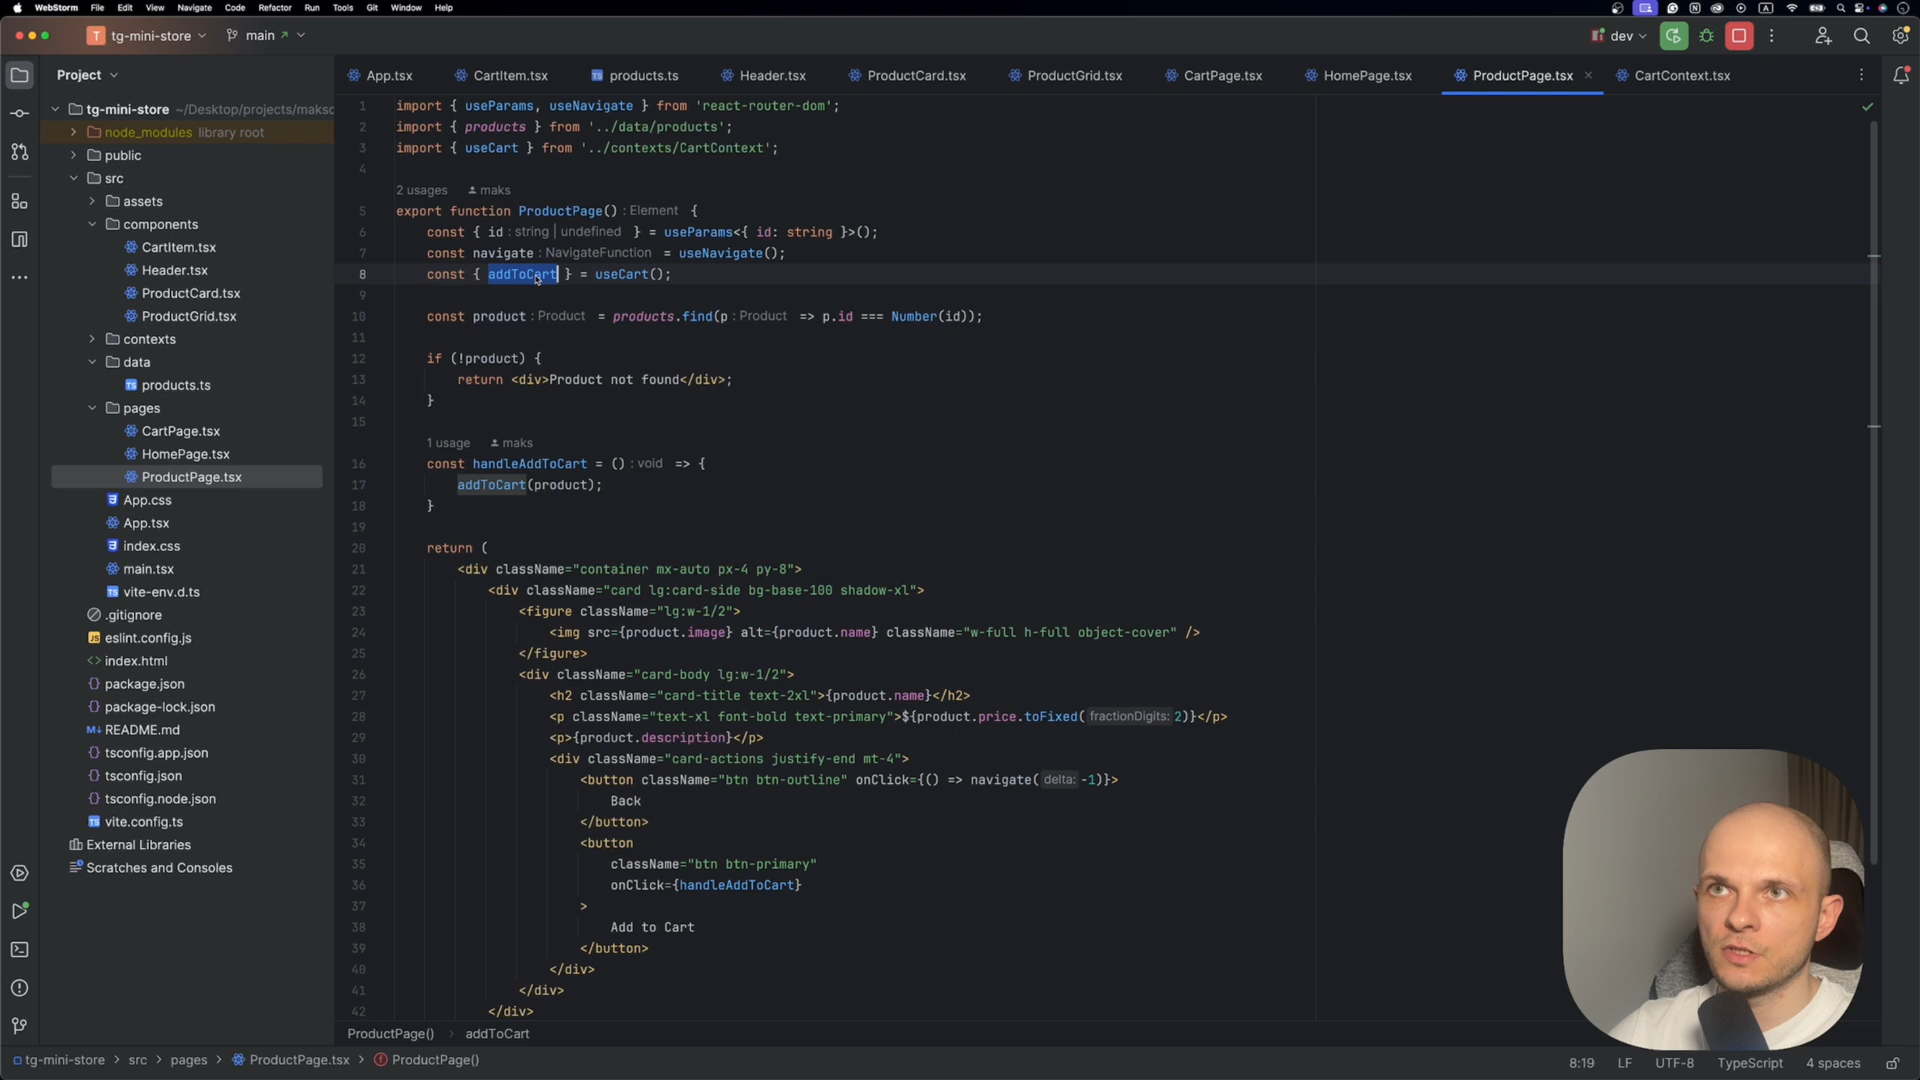 WebStorm File Edit View Navigate Code Refactor Run Tools Git Window Help
T tg-mini-store main dev
Project
App.tsx CartItem.tsx products.ts Header.tsx ProductCard.tsx ProductGrid.tsx CartPage.tsx HomePage.tsx ProductPage.tsx CartContext.tsx
tg-mini-store ~/Desktop/projects/maksc
node_modules library root
public
src
assets
components
CartItem.tsx
Header.tsx
ProductCard.tsx
ProductGrid.tsx
contexts
data
products.ts
pages
CartPage.tsx
HomePage.tsx
ProductPage.tsx
App.css
App.tsx
index.css
main.tsx
vite-env.d.ts
.gitignore
eslint.config.js
index.html
package.json
package-lock.json
README.md
tsconfig.app.json
tsconfig.json
tsconfig.node.json
vite.config.ts
External Libraries
Scratches and Consoles
1 import { useParams, useNavigate } from 'react-router-dom';
2 import { products } from '../data/products';
3 import { useCart } from '../contexts/CartContext';
4
2 usages maks
5 export function ProductPage() : Element {
6 const { id : string | undefined } = useParams<{ id: string }>();
7 const navigate : NavigateFunction = useNavigate();
8 const { addToCart } = useCart();
9
10 const product : Product = products.find(p : Product => p.id === Number(id));
11
12 if (!product) {
13 return <div>Product not found</div>;
14 }
15
1 usage maks
16 const handleAddToCart = () : void => {
17 addToCart(product);
18 }
19
20 return (
21 <div className="container mx-auto px-4 py-8">
22 <div className="card lg:card-side bg-base-100 shadow-xl">
23 <figure className="lg:w-1/2">
24 <img src={product.image} alt={product.name} className="w-full h-full object-cover" />
25 </figure>
26 <div className="card-body lg:w-1/2">
27 <h2 className="card-title text-2xl">{product.name}</h2>
28 <p className="text-xl font-bold text-primary">${product.price.toFixed( fractionDigits: 2)}</p>
29 <p>{product.description}</p>
30 <div className="card-actions justify-end mt-4">
31 <button className="btn btn-outline" onClick={() => navigate( delta: -1)}>
32 Back
33 </button>
34 <button
35 className="btn btn-primary"
36 onClick={handleAddToCart}
37 >
38 Add to Cart
39 </button>
40 </div>
41 </div>
42 </div>
ProductPage() addToCart
tg-mini-store src pages ProductPage.tsx ProductPage() 8:19 LF UTF-8 TypeScript 4 spaces